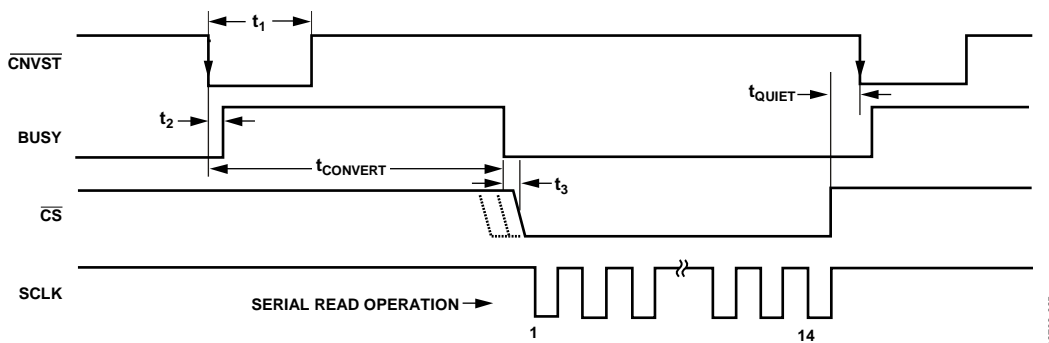 t1
CNVST
tQUIET
t2
BUSY
tCONVERT
t3
CS
SCLK
SERIAL READ OPERATION
1
14